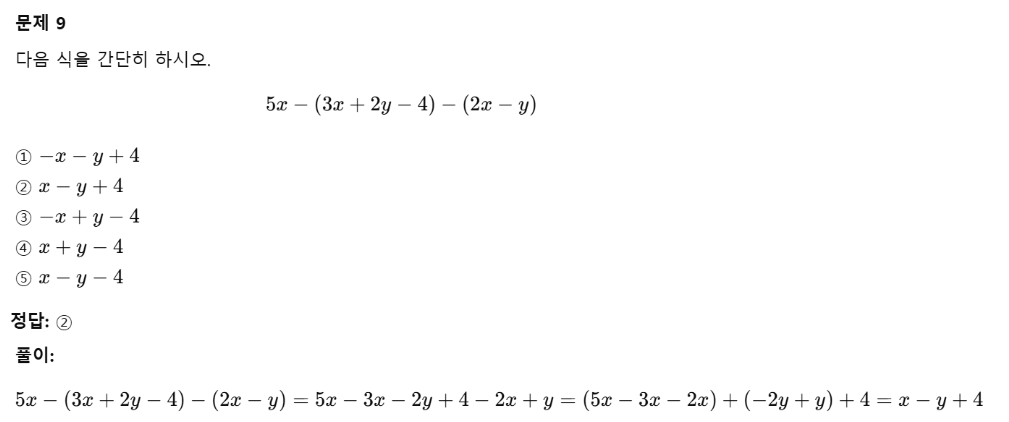 문제 9
다음 식을 간단히 하시오.
5x − (3x + 2y − 4) − (2x − y)
① −x − y + 4
② x − y + 4
③ −x + y − 4
④ x + y − 4
⑤ x − y − 4
정답: ②
풀이:
5x − (3x + 2y − 4) − (2x − y) = 5x − 3x − 2y + 4 − 2x + y = (5x − 3x − 2x) + (−2y + y) + 4 = x − y + 4